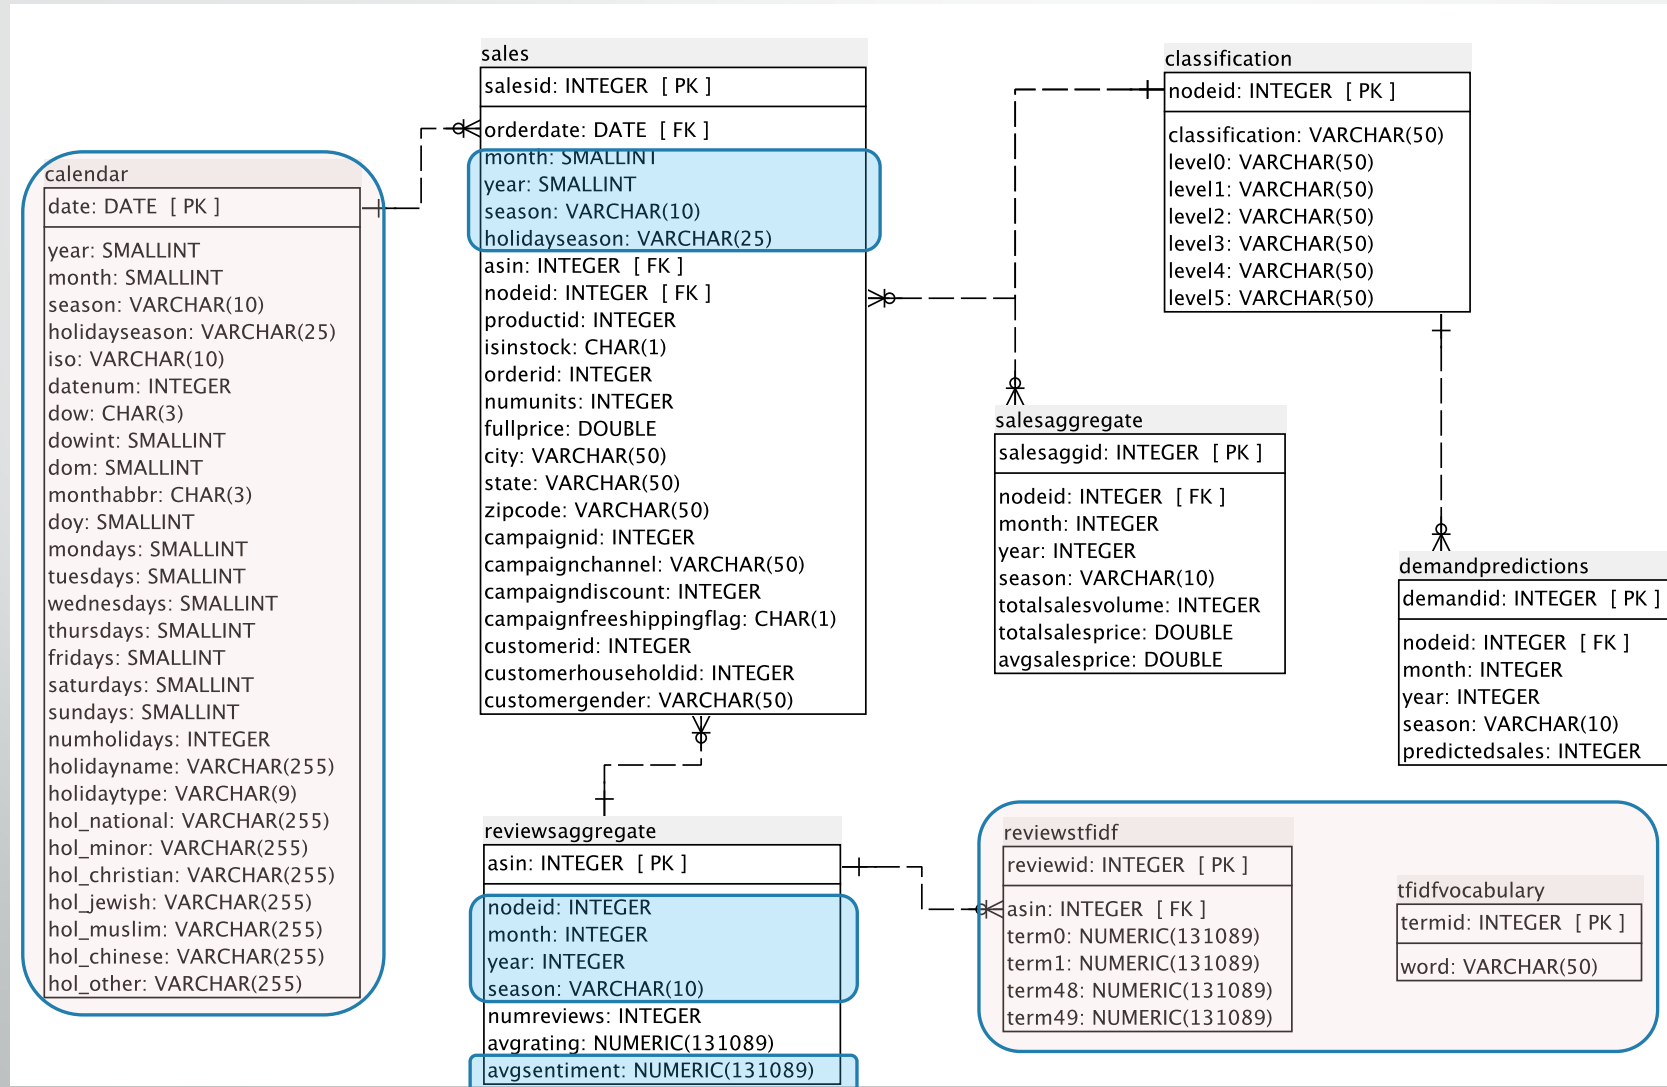 sales
salesid: INTEGER [ PK ]
orderdate: DATE [ FK ]
month: SMALLINT
year: SMALLINT
season: VARCHAR(10)
holidayseason: VARCHAR(25)
asin: INTEGER [ FK ]
nodeid: INTEGER [ FK ]
productid: INTEGER
isinstock: CHAR(1)
orderid: INTEGER
numunits: INTEGER
fullprice: DOUBLE
city: VARCHAR(50)
state: VARCHAR(50)
zipcode: VARCHAR(50)
campaignid: INTEGER
campaignchannel: VARCHAR(50)
campaigndiscount: INTEGER
campaignfreeshippingflag: CHAR(1)
customerid: INTEGER
customerhouseholdid: INTEGER
customergender: VARCHAR(50)
classification
nodeid: INTEGER [ PK ]
classification: VARCHAR(50)
level0: VARCHAR(50)
level1: VARCHAR(50)
level2: VARCHAR(50)
level3: VARCHAR(50)
level4: VARCHAR(50)
level5: VARCHAR(50)
calendar
date: DATE [ PK ]
year: SMALLINT
month: SMALLINT
season: VARCHAR(10)
holidayseason: VARCHAR(25)
iso: VARCHAR(10)
datenum: INTEGER
dow: CHAR(3)
dowint: SMALLINT
dom: SMALLINT
monthabbr: CHAR(3)
doy: SMALLINT
mondays: SMALLINT
tuesdays: SMALLINT
wednesdays: SMALLINT
thursdays: SMALLINT
fridays: SMALLINT
saturdays: SMALLINT
sundays: SMALLINT
numholidays: INTEGER
holidayname: VARCHAR(255)
holidaytype: VARCHAR(9)
hol_national: VARCHAR(255)
hol_minor: VARCHAR(255)
hol_christian: VARCHAR(255)
hol_jewish: VARCHAR(255)
hol_muslim: VARCHAR(255)
hol_chinese: VARCHAR(255)
hol_other: VARCHAR(255)
salesaggregate
salesaggid: INTEGER [ PK ]
nodeid: INTEGER [ FK ]
month: INTEGER
year: INTEGER
season: VARCHAR(10)
totalsalesvolume: INTEGER
totalsalesprice: DOUBLE
avgsalesprice: DOUBLE
demandpredictions
demandid: INTEGER [ PK ]
nodeid: INTEGER [ FK ]
month: INTEGER
year: INTEGER
season: VARCHAR(10)
predictedsales: INTEGER
reviewsaggregate
asin: INTEGER [ PK ]
nodeid: INTEGER
month: INTEGER
year: INTEGER
season: VARCHAR(10)
numreviews: INTEGER
avgrating: NUMERIC(131089)
avgsentiment: NUMERIC(131089)
reviewstfidf
reviewid: INTEGER [ PK ]
asin: INTEGER [ FK ]
term0: NUMERIC(131089)
term1: NUMERIC(131089)
term48: NUMERIC(131089)
term49: NUMERIC(131089)
tfidfvocabulary
termid: INTEGER [ PK ]
word: VARCHAR(50)